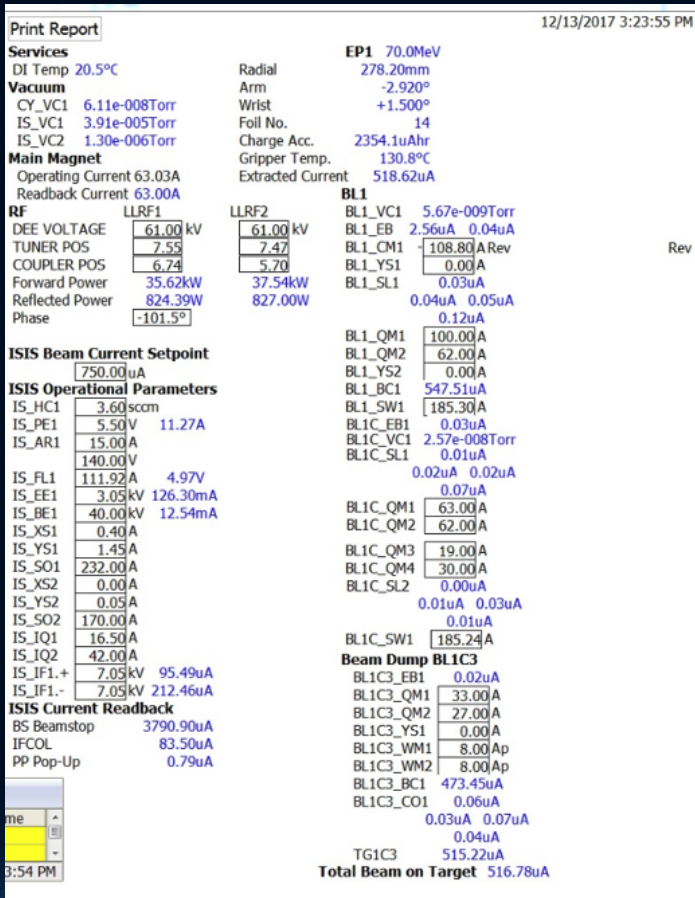 12/13/2017 3:23:55 PM
Print Report
Services
DI Temp 20.5°C
Vacuum
CY_VC1 6.11e-008Torr
IS_VC1 3.91e-005Torr
IS_VC2 1.30e-006Torr
Main Magnet
Operating Current 63.03A
Readback Current 63.00A
RF LLRF1 LLRF2
DEE VOLTAGE 61.00 kV 61.00 kV
TUNER POS 7.55 7.47
COUPLER POS 6.74 5.70
Forward Power 35.62kW 37.54kW
Reflected Power 824.39W 827.00W
Phase -101.5°
ISIS Beam Current Setpoint
750.00 uA
ISIS Operational Parameters
IS_HC1 3.60 sccm
IS_PE1 5.50 V 11.27A
IS_AR1 15.00 A
140.00 V
IS_FL1 111.92 A 4.97V
IS_EE1 3.05 kV 126.30mA
IS_BE1 40.00 kV 12.54mA
IS_XS1 0.40 A
IS_YS1 1.45 A
IS_SO1 232.00 A
IS_XS2 0.00 A
IS_YS2 0.05 A
IS_SO2 170.00 A
IS_IQ1 16.50 A
IS_IQ2 42.00 A
IS_IF1.+ 7.05 kV 95.49uA
IS_IF1.- 7.05 kV 212.46uA
ISIS Current Readback
BS Beamstop 3790.90uA
IFCOL 83.50uA
PP Pop-Up 0.79uA
me
3:54 PM
EP1 70.0MeV
Radial 278.20mm
Arm -2.920°
Wrist +1.500°
Foil No. 14
Charge Acc. 2354.1uAhr
Gripper Temp. 130.8°C
Extracted Current 518.62uA
BL1
BL1_VC1 5.67e-009Torr
BL1_EB 2.56uA 0.04uA
BL1_CM1 - 108.80 A Rev Rev
BL1_YS1 0.00 A
BL1_SL1 0.03uA
0.04uA 0.05uA
0.12uA
BL1_QM1 100.00 A
BL1_QM2 62.00 A
BL1_YS2 0.00 A
BL1_BC1 547.51uA
BL1_SW1 185.30 A
BL1C_EB1 0.03uA
BL1C_VC1 2.57e-008Torr
BL1C_SL1 0.01uA
0.02uA 0.02uA
0.07uA
BL1C_QM1 63.00 A
BL1C_QM2 62.00 A
BL1C_QM3 19.00 A
BL1C_QM4 30.00 A
BL1C_SL2 0.00uA
0.01uA 0.03uA
0.01uA
BL1C_SW1 185.24 A
Beam Dump BL1C3
BL1C3_EB1 0.02uA
BL1C3_QM1 33.00 A
BL1C3_QM2 27.00 A
BL1C3_YS1 0.00 A
BL1C3_WM1 8.00 Ap
BL1C3_WM2 8.00 Ap
BL1C3_BC1 473.45uA
BL1C3_CO1 0.06uA
0.03uA 0.07uA
0.04uA
TG1C3 515.22uA
Total Beam on Target 516.78uA